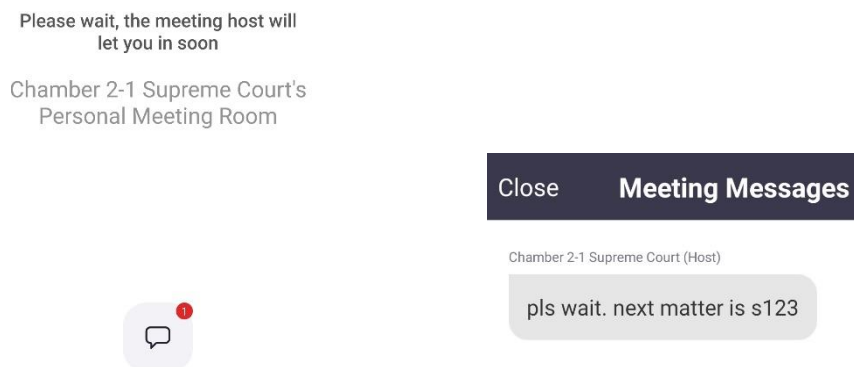 Please wait, the meeting host will
let you in soon
Chamber 2-1 Supreme Court's
Personal Meeting Room
1
Close Meeting Messages
Chamber 2-1 Supreme Court (Host)
pls wait. next matter is s123